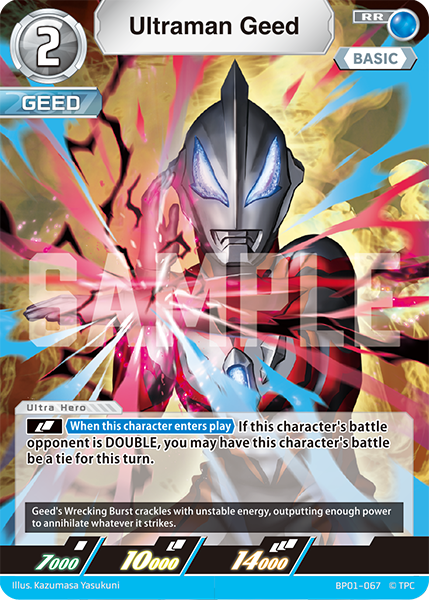 2
Ultraman Geed
RR
BASIC
GEED
SAMPLE
Ultra Hero
When this character enters play If this character's battle
opponent is DOUBLE, you may have this character's battle
be a tie for this turn.
Geed's Wrecking Burst crackles with unstable energy, outputting enough power
to annihilate whatever it strikes.
7000 10000 14000
Illus. Kazumasa Yasukuni BP01-067 © TPC